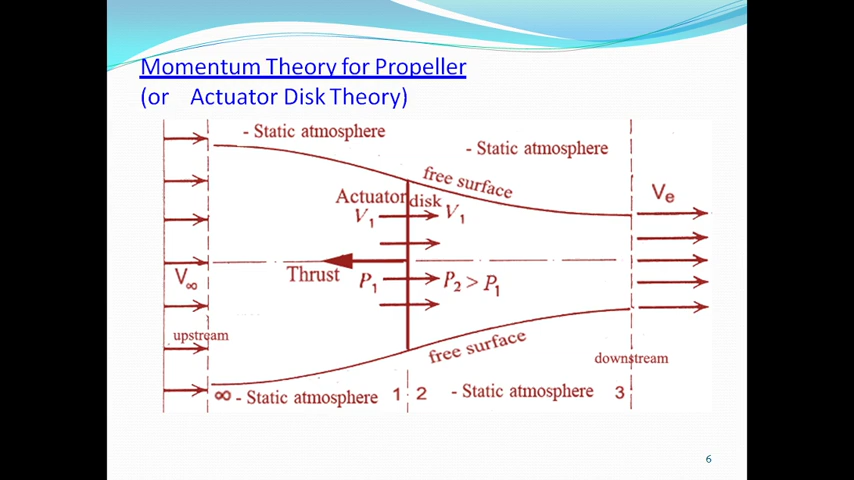 Momentum Theory for Propeller
(or Actuator Disk Theory)
- Static atmosphere
- Static atmosphere
free surface
Actuator disk
V₁ V₁
Vₑ
Thrust
P₁ P₂ > P₁
V∞
upstream
free surface
downstream
∞ - Static atmosphere 1 2 - Static atmosphere 3
6